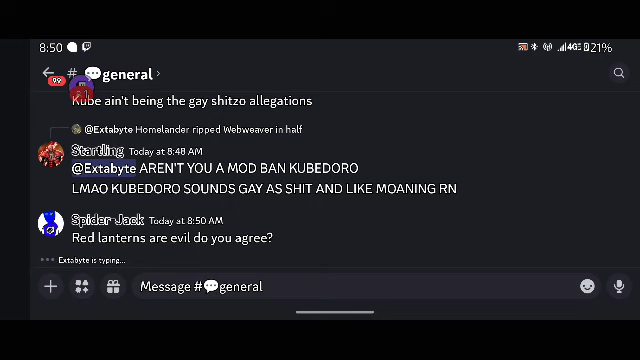 8:50
4G
21%
# 💬general
99
Kube ain't being the gay shitzo allegations
@Extabyte Homelander ripped Webweaver in half
Startling Today at 8:48 AM
@Extabyte AREN'T YOU A MOD BAN KUBEDORO
LMAO KUBEDORO SOUNDS GAY AS SHIT AND LIKE MOANING RN
Spider-Jack Today at 8:50 AM
Red lanterns are evil do you agree?
Extabyte is typing...
Message #💬general